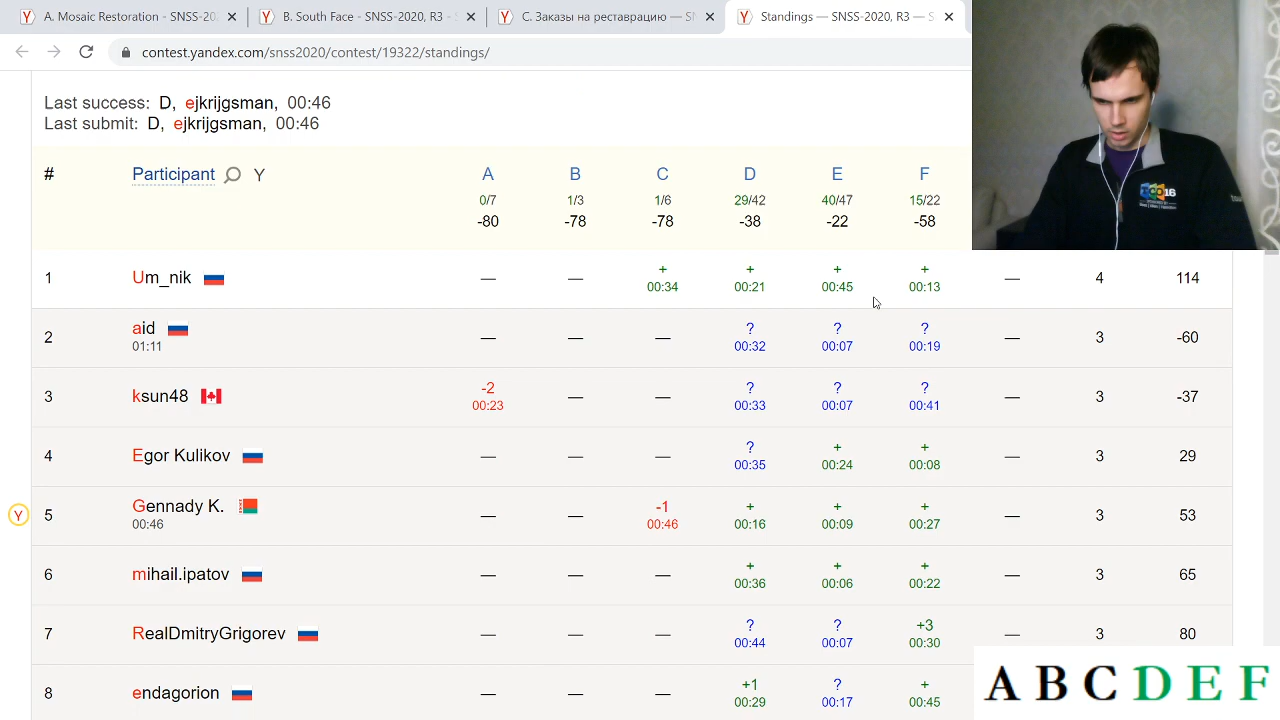 A. Mosaic Restoration - SNSS-20
B. South Face - SNSS-2020, R3 -
C. Заказы на реставрацию — SN
Standings — SNSS-2020, R3 — S
contest.yandex.com/snss2020/contest/19322/standings/
Last success: D, ejkrijgsman, 00:46
Last submit: D, ejkrijgsman, 00:46
# Participant Y A B C D E F
0/7 1/3 1/6 29/42 40/47 15/22
-80 -78 -78 -38 -22 -58
1 Um_nik — — + + + + — 4 114
00:34 00:21 00:45 00:13
2 aid — — — ? ? ? — 3 -60
01:11 00:32 00:07 00:19
3 ksun48 -2 — — ? ? ? — 3 -37
00:23 00:33 00:07 00:41
4 Egor Kulikov — — — ? + + — 3 29
00:35 00:24 00:08
Y 5 Gennady K. — — -1 + + + — 3 53
00:46 00:46 00:16 00:09 00:27
6 mihail.ipatov — — — + + + — 3 65
00:36 00:06 00:22
7 RealDmitryGrigorev — — — ? ? +3 — 3 80
00:44 00:07 00:30
8 endagorion — — — +1 ? +
00:29 00:17 00:45
A B C D E F